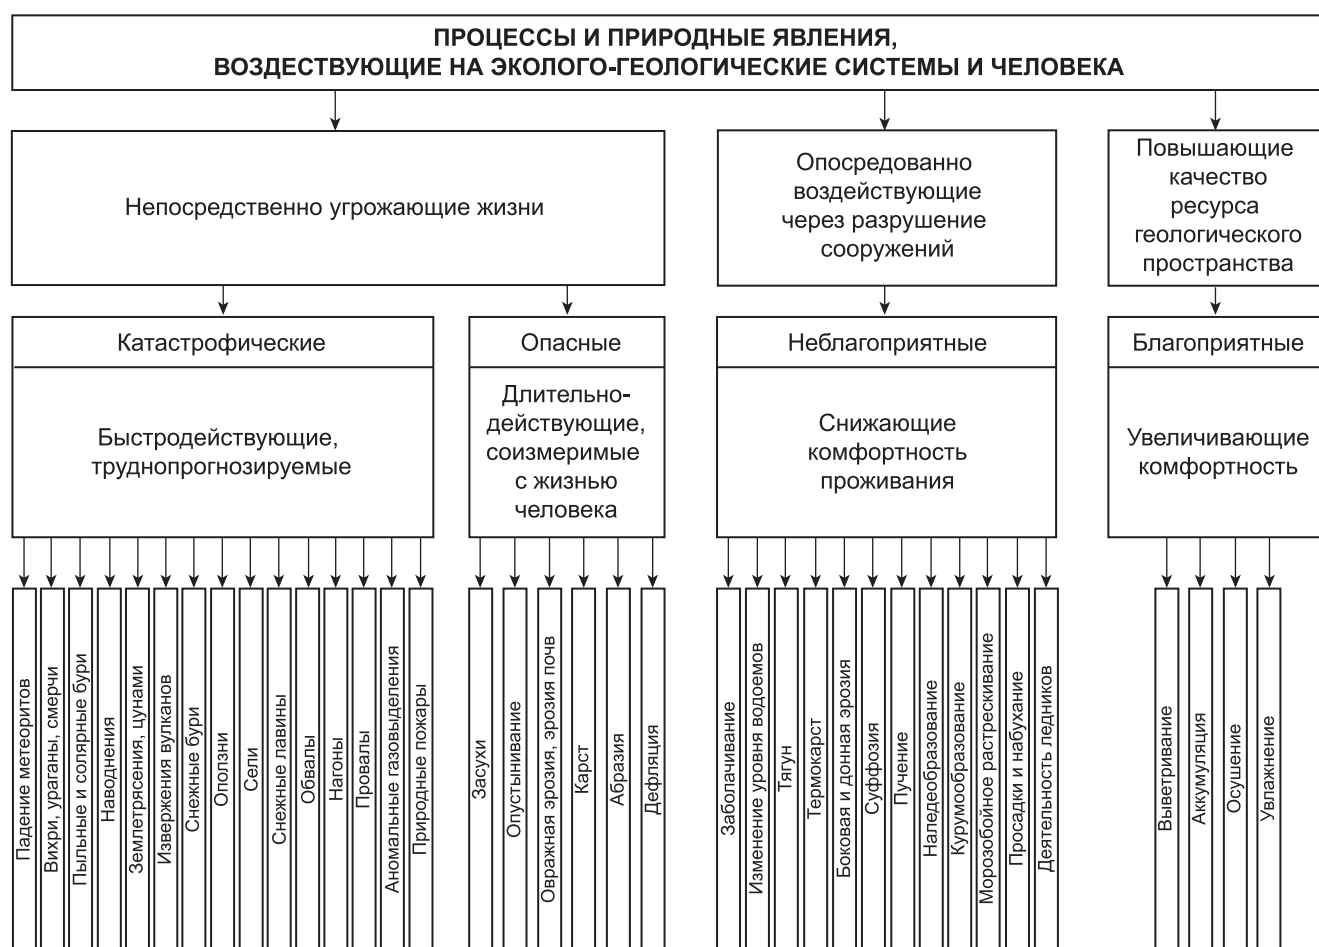 ПРОЦЕССЫ И ПРИРОДНЫЕ ЯВЛЕНИЯ,
ВОЗДЕСТВУЮЩИЕ НА ЭКОЛОГО-ГЕОЛОГИЧЕСКИЕ СИСТЕМЫ И ЧЕЛОВЕКА
Непосредственно угрожающие жизни
Опосредованно
воздействующие
через разрушение
сооружений
Повышающие
качество
ресурса
геологического
пространства
Катастрофические
Быстродействующие,
труднопрогнозируемые
Опасные
Длительно-
действующие,
соизмеримые
с жизнью
человека
Неблагоприятные
Снижающие
комфортность
проживания
Благоприятные
Увеличивающие
комфортность
Падение метеоритов
Вихри, ураганы, смерчи
Пыльные и солярные бури
Наводнения
Землетрясения, цунами
Извержения вулканов
Снежные бури
Оползни
Сели
Снежные лавины
Обвалы
Нагоны
Провалы
Аномальные газовыделения
Природные пожары
Засухи
Опустынивание
Овражная эрозия, эрозия почв
Карст
Абразия
Дефляция
Заболачивание
Изменение уровня водоемов
Тягун
Термокарст
Боковая и донная эрозия
Суффозия
Пучение
Наледеобразование
Курумообразование
Морозобойное растрескивание
Просадки и набухание
Деятельность ледников
Выветривание
Аккумуляция
Осушение
Увлажнение